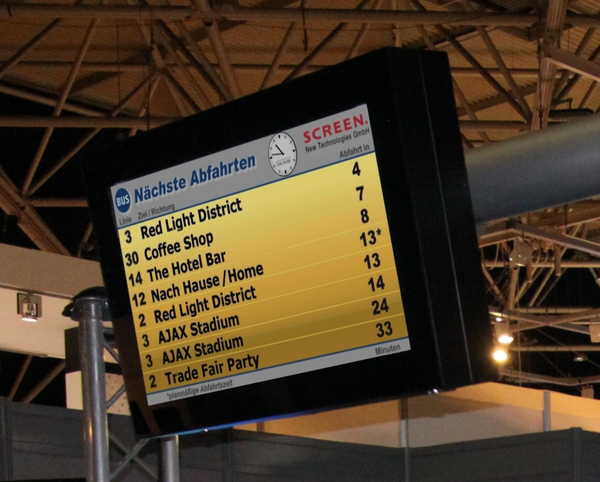 BUS Nächste Abfahrten SCREEN.
New Technologies GmbH
Linie Ziel / Richtung Abfahrt in
3 Red Light District 4
30 Coffee Shop 7
14 The Hotel Bar 8
12 Nach Hause / Home 13*
2 Red Light District 13
3 AJAX Stadium 14
3 AJAX Stadium 24
2 Trade Fair Party 33
*planmäßige Abfahrtszeit Minuten